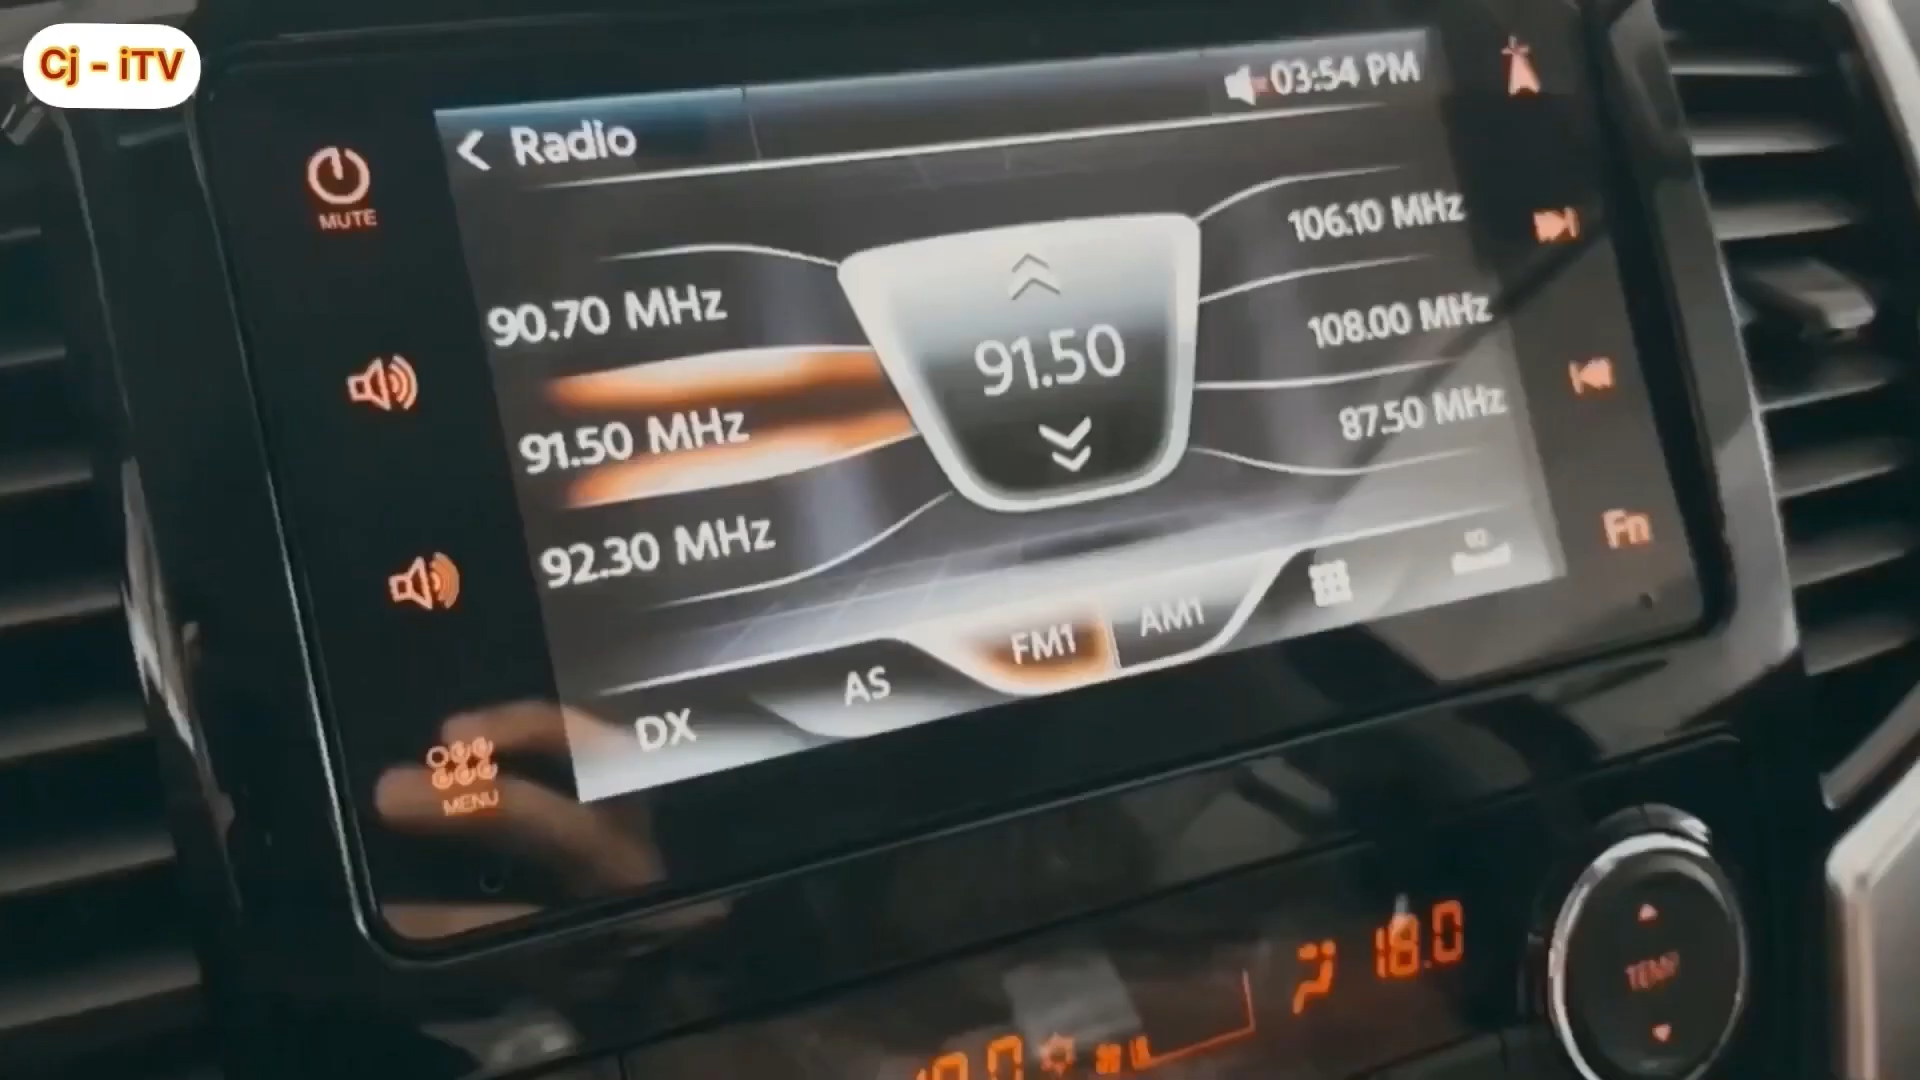 Cj - iTV
Radio
03:54 PM
MUTE
90.70 MHz
91.50 MHz
92.30 MHz
91.50
106.10 MHz
108.00 MHz
87.50 MHz
Fn
DX
AS
FM1
AM1
MENU
18.0
TEMP